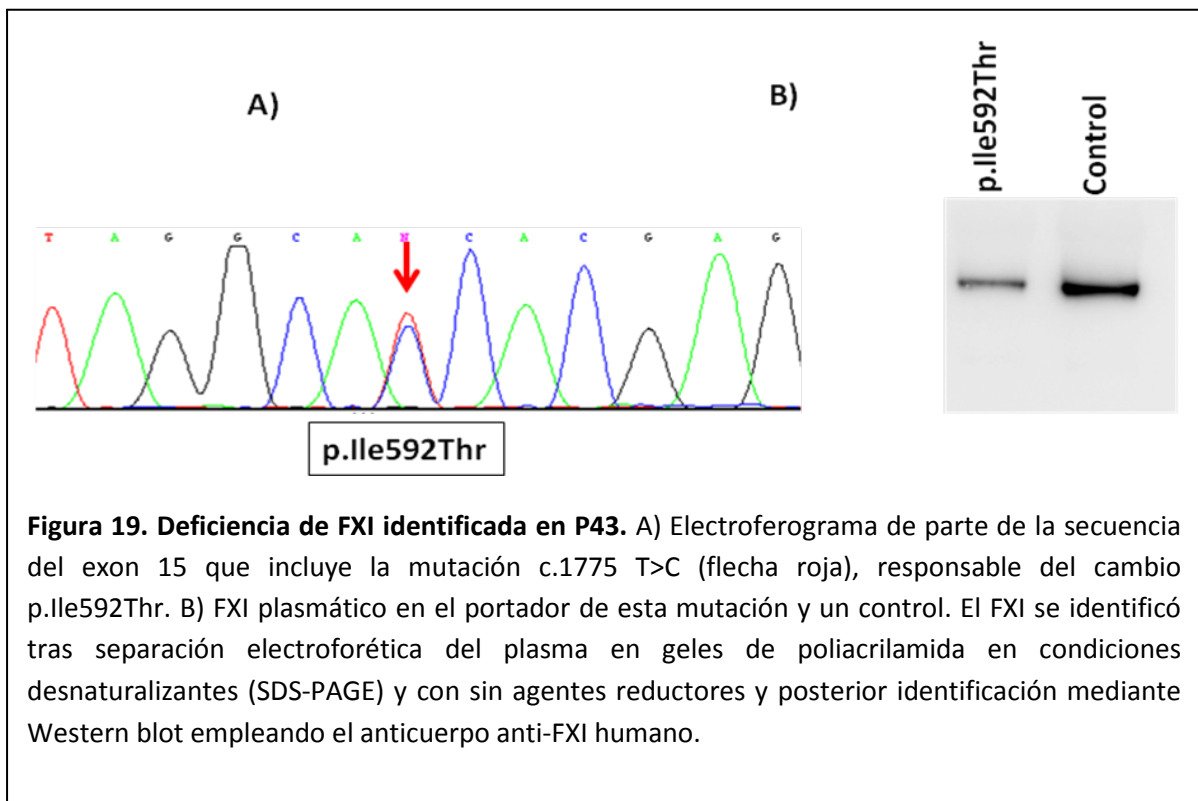 A)
B)
p.Ile592Thr
Control
T A G G C A N C A C G A G
p.Ile592Thr
Figura 19. Deficiencia de FXI identificada en P43. A) Electroferograma de parte de la secuencia
del exon 15 que incluye la mutación c.1775 T>C (flecha roja), responsable del cambio
p.Ile592Thr. B) FXI plasmático en el portador de esta mutación y un control. El FXI se identificó
tras separación electroforética del plasma en geles de poliacrilamida en condiciones
desnaturalizantes (SDS-PAGE) y con sin agentes reductores y posterior identificación mediante
Western blot empleando el anticuerpo anti-FXI humano.